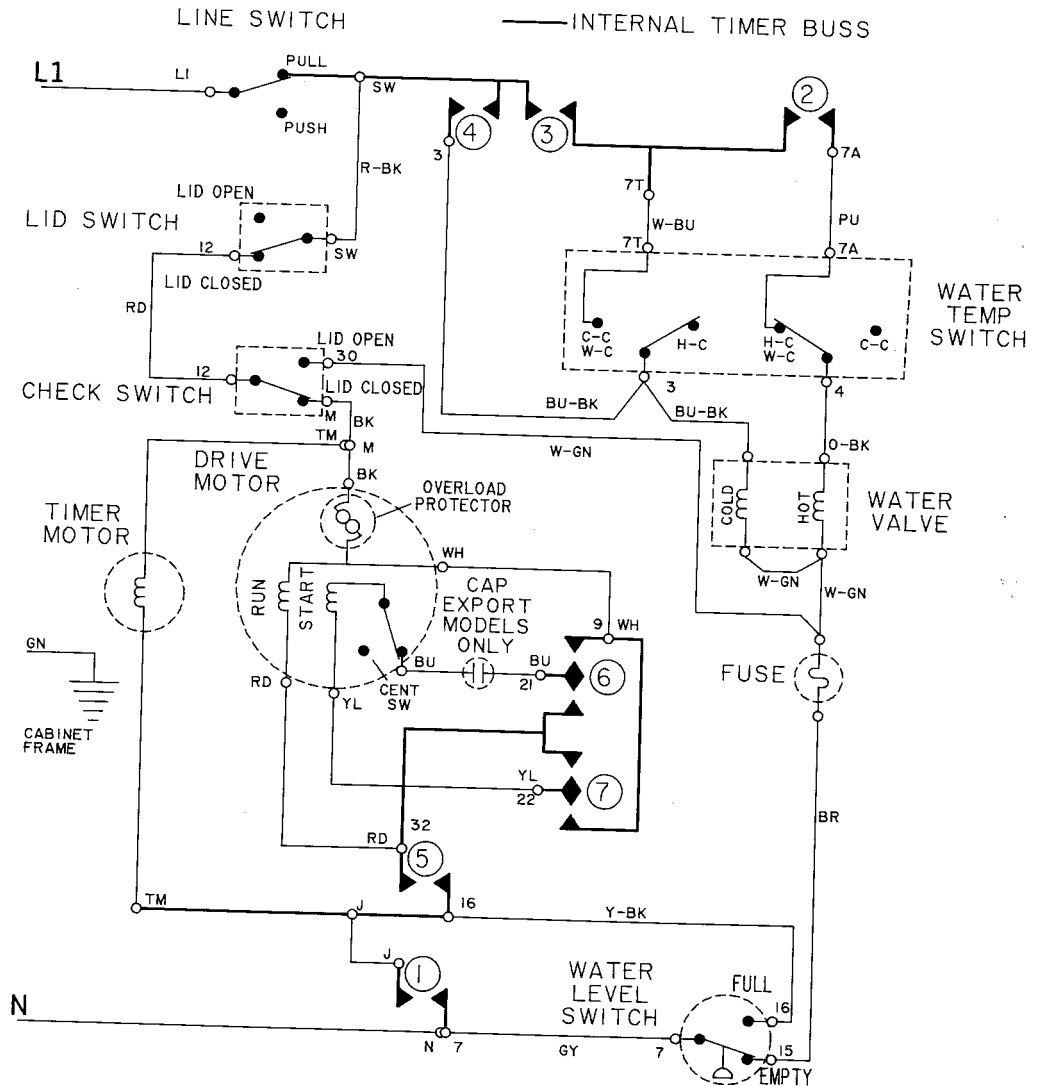 LINE SWITCH
INTERNAL TIMER BUSS
L1
L1
PULL
SW
PUSH
4
3
2
3
7A
R-BK
7T
W-BU
PU
LID OPEN
LID SWITCH
12
SW
LID CLOSED
7T
7A
RD
C-C
W-C
H-C
H-C
W-C
C-C
WATER
TEMP
SWITCH
LID OPEN
30
12
LID CLOSED
CHECK SWITCH
M
BK
3
4
BU-BK
BU-BK
O-BK
TM
M
W-GN
DRIVE
MOTOR
BK
OVERLOAD
PROTECTOR
COLD
HOT
WATER
VALVE
TIMER
MOTOR
WH
W-GN
W-GN
RUN
START
CAP
EXPORT
MODELS
ONLY
9
WH
GN
BU
BU
21
6
FUSE
RD
YL
CENT
SW
CABINET
FRAME
YL
22
7
BR
32
RD
5
TM
J
16
Y-BK
J
1
WATER
LEVEL
SWITCH
FULL
16
N
N
7
GY
7
15
EMPTY